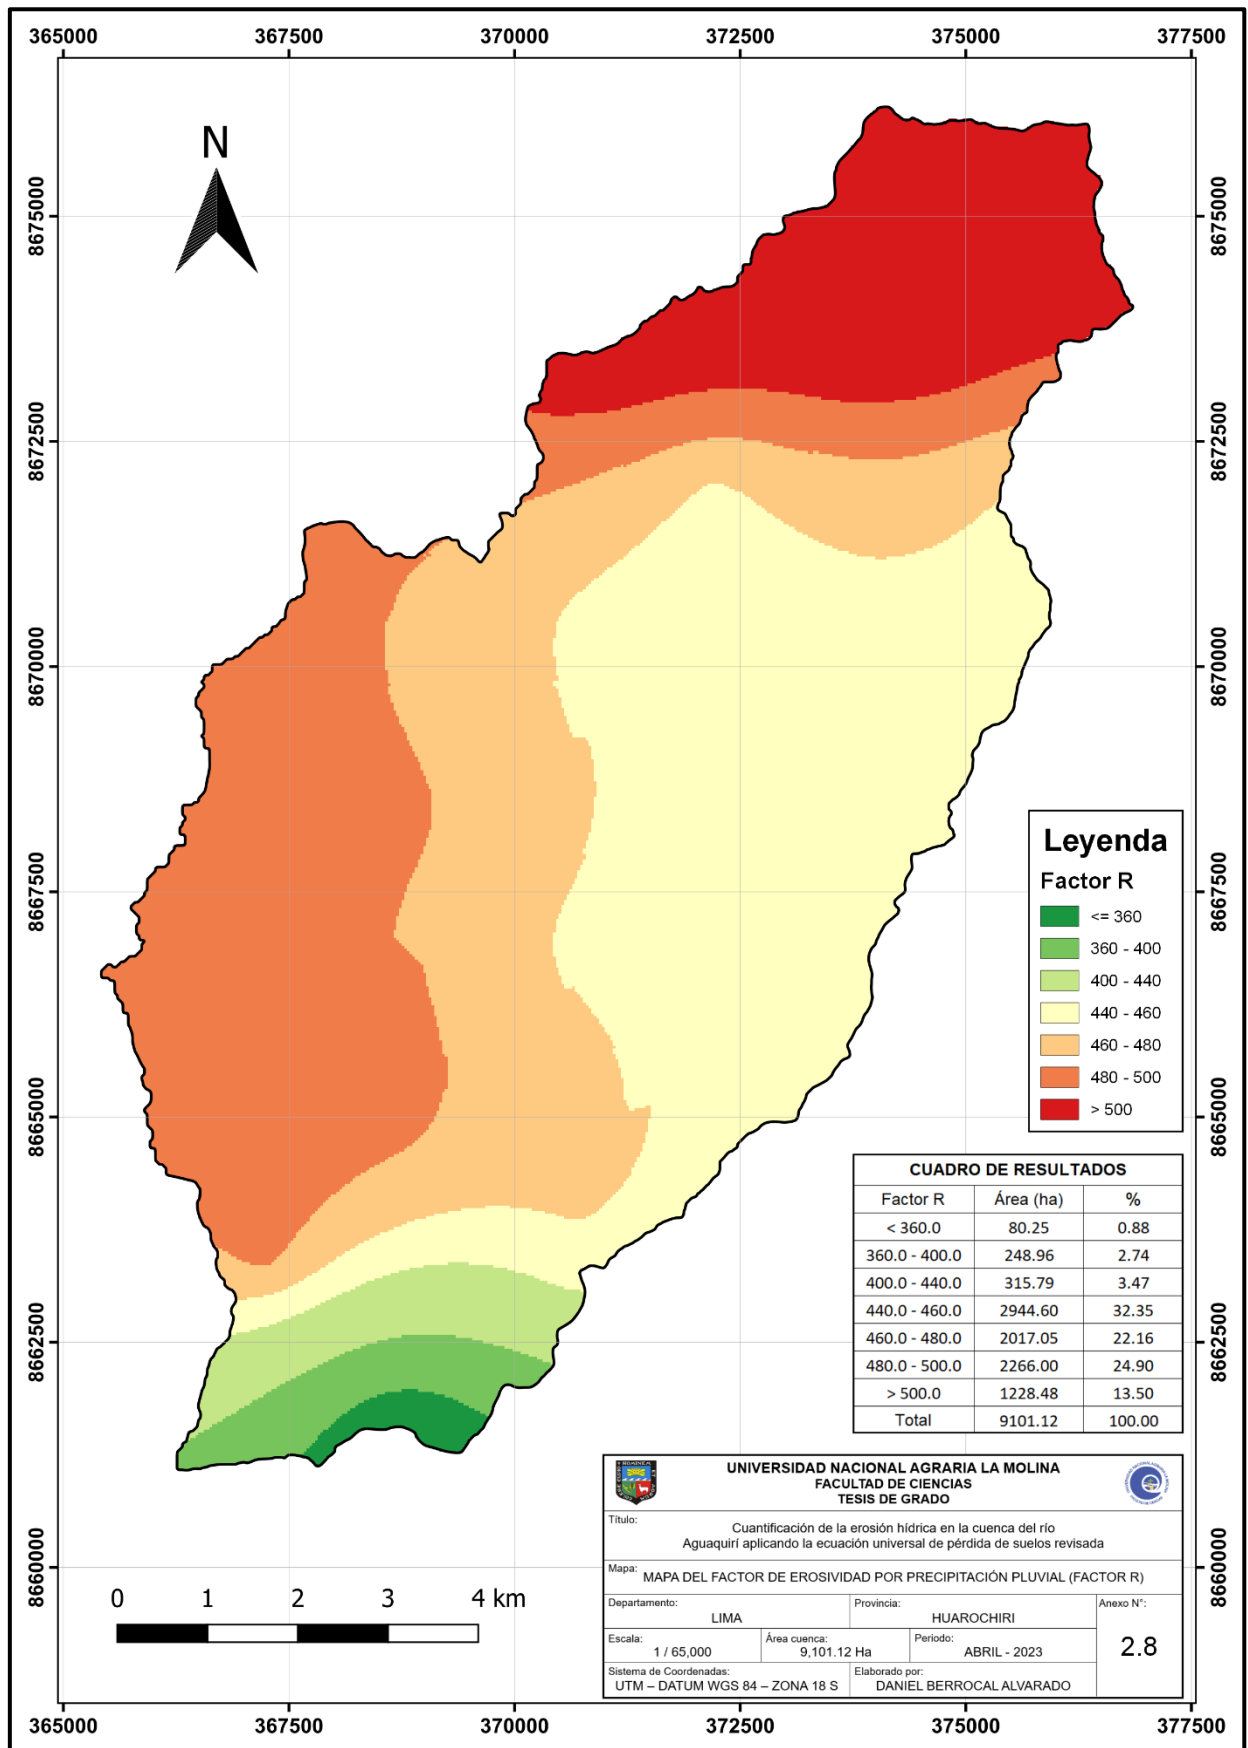 365000 367500 370000 372500 375000 377500
N
8675000 8675000
8672500 8672500
8670000 8670000
8667500 8667500
8665000 8665000
8662500 8662500
8660000 8660000
Leyenda
Factor R
<= 360
360 - 400
400 - 440
440 - 460
460 - 480
480 - 500
> 500
CUADRO DE RESULTADOS
Factor R Área (ha) %
< 360.0 80.25 0.88
360.0 - 400.0 248.96 2.74
400.0 - 440.0 315.79 3.47
440.0 - 460.0 2944.60 32.35
460.0 - 480.0 2017.05 22.16
480.0 - 500.0 2266.00 24.90
> 500.0 1228.48 13.50
Total 9101.12 100.00
UNIVERSIDAD NACIONAL AGRARIA LA MOLINA
FACULTAD DE CIENCIAS
TESIS DE GRADO
Título:
Cuantificación de la erosión hídrica en la cuenca del río
Aguaquirí aplicando la ecuación universal de pérdida de suelos revisada
Mapa: MAPA DEL FACTOR DE EROSIVIDAD POR PRECIPITACIÓN PLUVIAL (FACTOR R)
Departamento: Provincia: Anexo N°:
LIMA HUAROCHIRI
2.8
Escala: Área cuenca: Periodo:
1 / 65,000 9,101.12 Ha ABRIL - 2023
Sistema de Coordenadas: Elaborado por:
UTM – DATUM WGS 84 – ZONA 18 S DANIEL BERROCAL ALVARADO
0 1 2 3 4 km
365000 367500 370000 372500 375000 377500